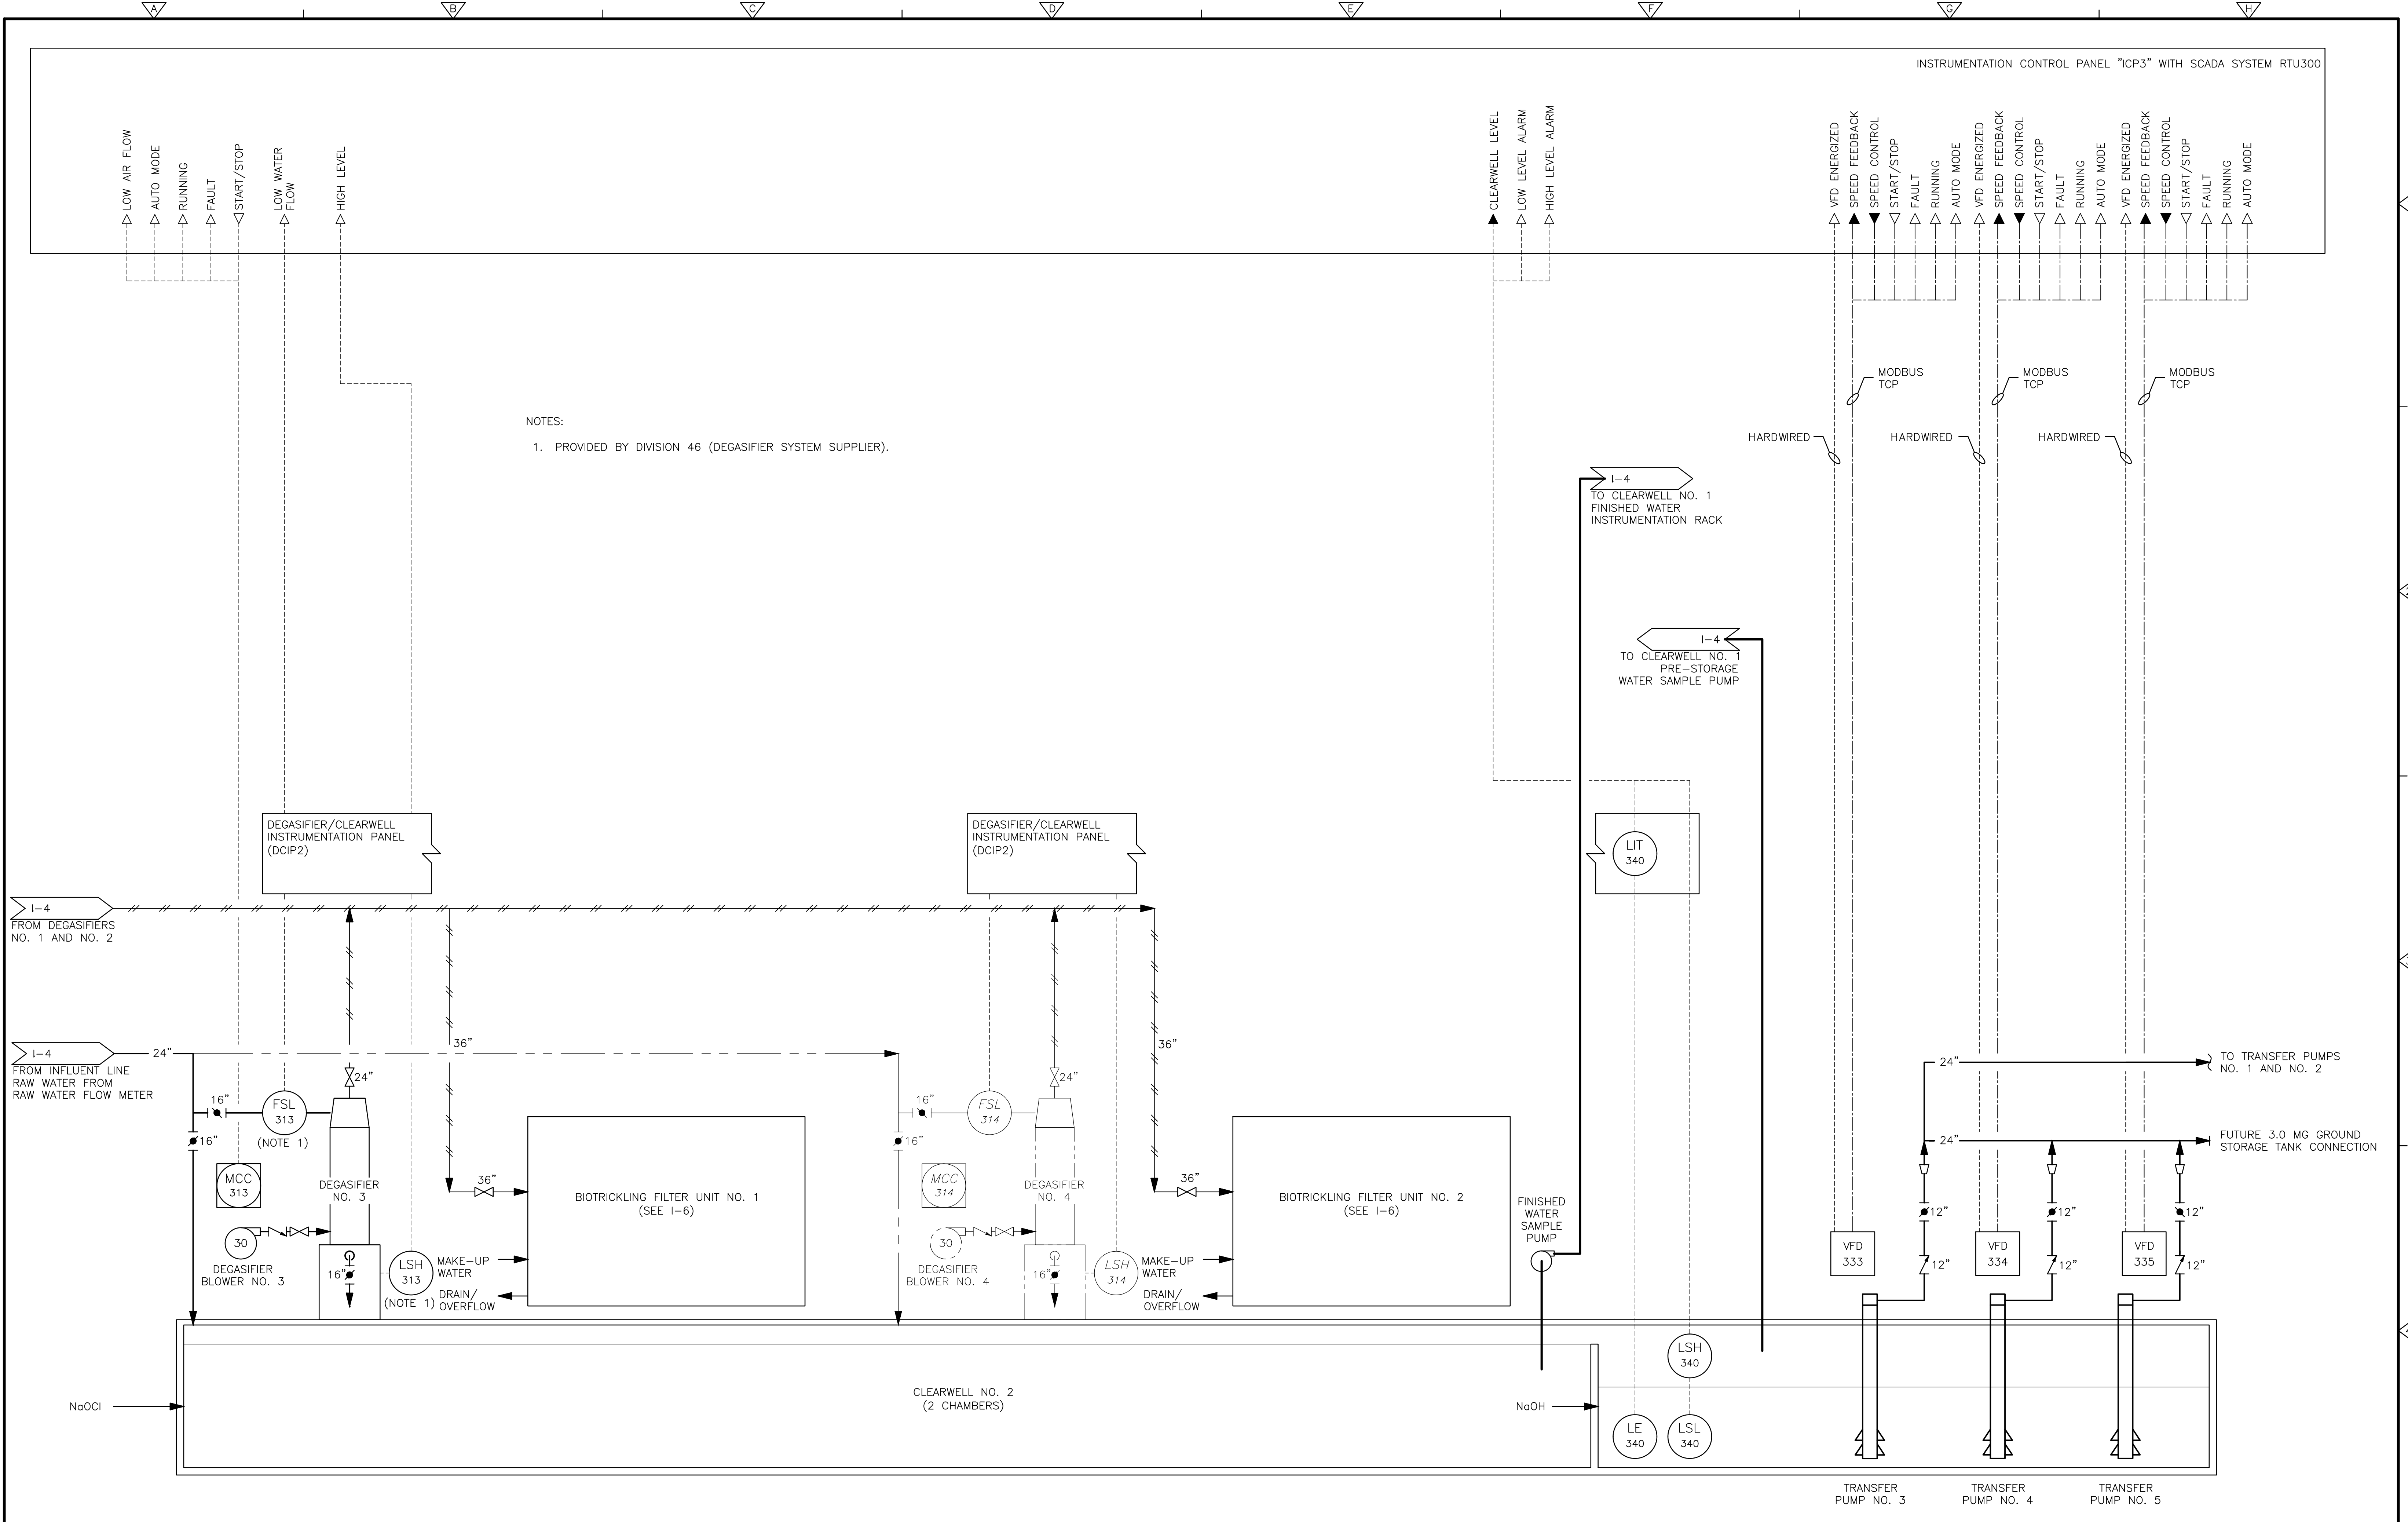 A
B
C
D
E
F
G
H
INSTRUMENTATION CONTROL PANEL "ICP3" WITH SCADA SYSTEM RTU300
LOW AIR FLOW
AUTO MODE
RUNNING
FAULT
START/STOP
LOW WATER
FLOW
HIGH LEVEL
CLEARWELL LEVEL
LOW LEVEL ALARM
HIGH LEVEL ALARM
VFD ENERGIZED
SPEED FEEDBACK
SPEED CONTROL
START/STOP
FAULT
RUNNING
AUTO MODE
VFD ENERGIZED
SPEED FEEDBACK
SPEED CONTROL
START/STOP
FAULT
RUNNING
AUTO MODE
VFD ENERGIZED
SPEED FEEDBACK
SPEED CONTROL
START/STOP
FAULT
RUNNING
AUTO MODE
MODBUS
TCP
MODBUS
TCP
MODBUS
TCP
HARDWIRED
HARDWIRED
HARDWIRED
NOTES:
1. PROVIDED BY DIVISION 46 (DEGASIFIER SYSTEM SUPPLIER).
I-4
TO CLEARWELL NO. 1
FINISHED WATER
INSTRUMENTATION RACK
I-4
TO CLEARWELL NO. 1
PRE-STORAGE
WATER SAMPLE PUMP
DEGASIFIER/CLEARWELL
INSTRUMENTATION PANEL
(DCIP2)
DEGASIFIER/CLEARWELL
INSTRUMENTATION PANEL
(DCIP2)
LIT
340
I-4
FROM DEGASIFIERS
NO. 1 AND NO. 2
I-4
24"
FROM INFLUENT LINE
RAW WATER FROM
RAW WATER FLOW METER
36"
36"
24"
24"
16"
FSL
313
(NOTE 1)
16"
MCC
313
DEGASIFIER
NO. 3
30
DEGASIFIER
BLOWER NO. 3
16"
LSH
313
(NOTE 1)
36"
BIOTRICKLING FILTER UNIT NO. 1
(SEE I-6)
MAKE-UP
WATER
DRAIN/
OVERFLOW
16"
FSL
314
16"
MCC
314
DEGASIFIER
NO. 4
30
DEGASIFIER
BLOWER NO. 4
16"
LSH
314
36"
BIOTRICKLING FILTER UNIT NO. 2
(SEE I-6)
MAKE-UP
WATER
DRAIN/
OVERFLOW
FINISHED
WATER
SAMPLE
PUMP
24"
TO TRANSFER PUMPS
NO. 1 AND NO. 2
24"
FUTURE 3.0 MG GROUND
STORAGE TANK CONNECTION
12"
12"
12"
VFD
333
VFD
334
VFD
335
12"
12"
12"
LSH
340
NaOCl
CLEARWELL NO. 2
(2 CHAMBERS)
NaOH
LE
340
LSL
340
TRANSFER
PUMP NO. 3
TRANSFER
PUMP NO. 4
TRANSFER
PUMP NO. 5